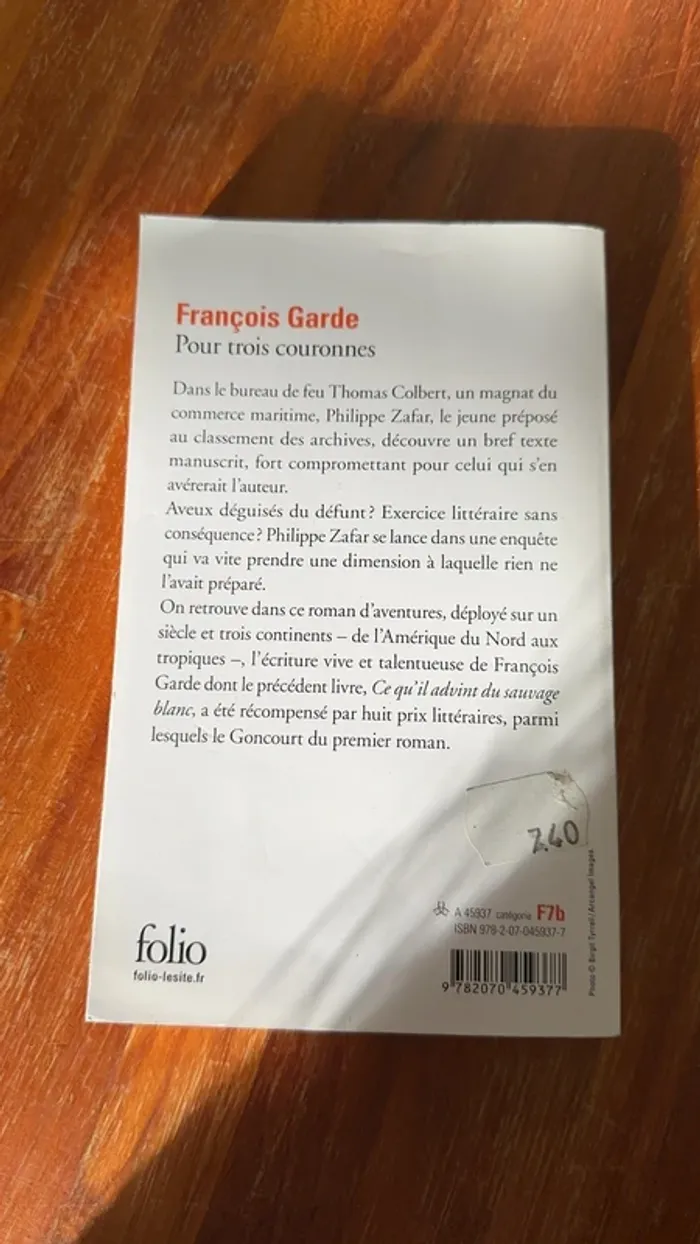 François Garde
Pour trois couronnes
Dans le bureau de feu Thomas Colbert, un magnat du
commerce maritime, Philippe Zafar, le jeune préposé
au classement des archives, découvre un bref texte
manuscrit, fort compromettant pour celui qui s'en
avérerait l'auteur.
Aveux déguisés du défunt ? Exercice littéraire sans
conséquence ? Philippe Zafar se lance dans une enquête
qui va vite prendre une dimension à laquelle rien ne
l'avait préparé.
On retrouve dans ce roman d'aventures, déployé sur un
siècle et trois continents – de l'Amérique du Nord aux
tropiques –, l'écriture vive et talentueuse de François
Garde dont le précédent livre, Ce qu'il advint du sauvage
blanc, a été récompensé par huit prix littéraires, parmi
lesquels le Goncourt du premier roman.
2.40
folio
folio-lesite.fr
A 45937 catégorie F7b
ISBN 978-2-07-045937-7
9 782070 459377
Photo © Birgit Tyrrell / Arcangel Images